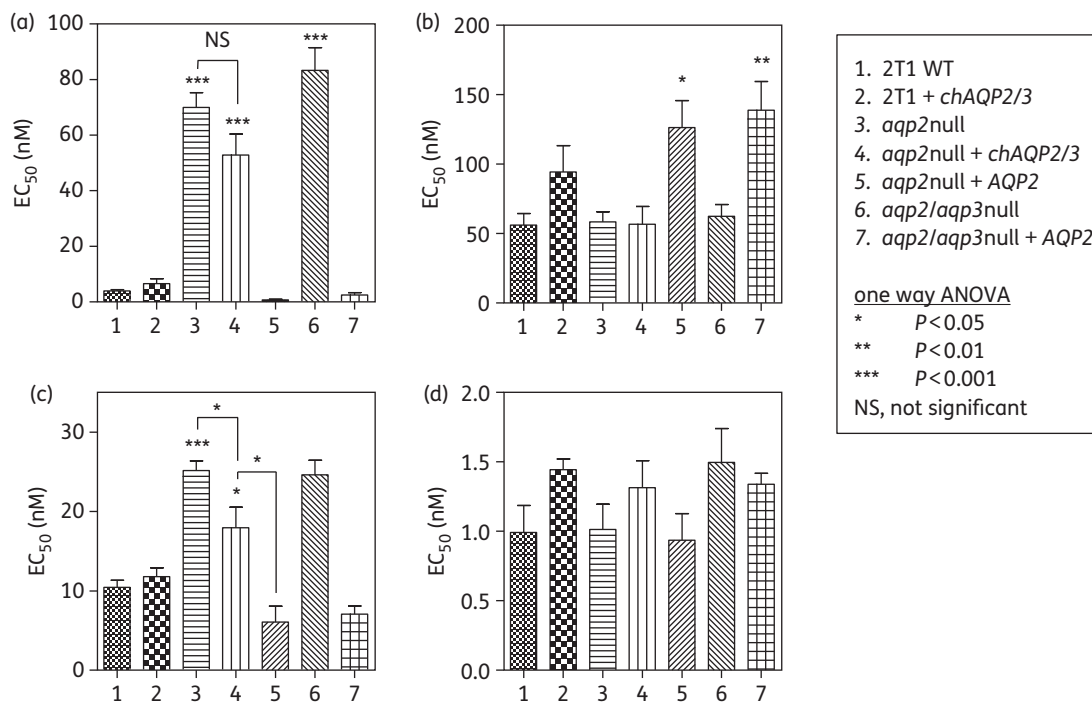 (a)
100
80
60
40
20
0
EC50 (nM)
***
NS
***
***
1 2 3 4 5 6 7
(b)
200
150
100
50
0
EC50 (nM)
*
**
1 2 3 4 5 6 7
1. 2T1 WT
2. 2T1 + chAQP2/3
3. aqp2null
4. aqp2null + chAQP2/3
5. aqp2null + AQP2
6. aqp2/aqp3null
7. aqp2/aqp3null + AQP2
one way ANOVA
* P<0.05
** P<0.01
*** P<0.001
NS, not significant
(c)
30
20
10
0
EC50 (nM)
***
*
*
*
1 2 3 4 5 6 7
(d)
2.0
1.5
1.0
0.5
0.0
EC50 (nM)
1 2 3 4 5 6 7